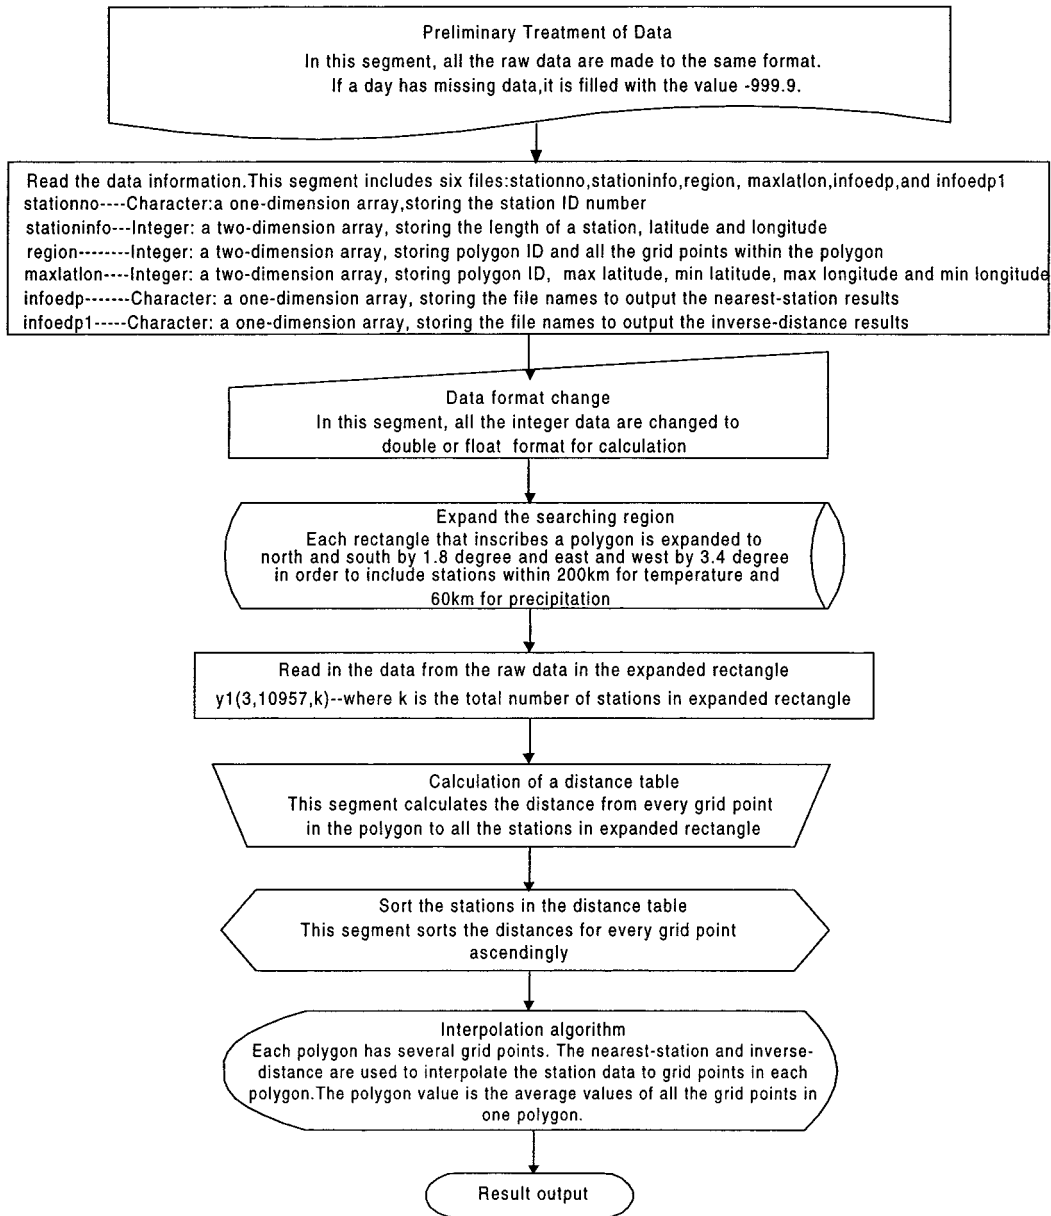 Preliminary Treatment of Data
In this segment, all the raw data are made to the same format.
If a day has missing data,it is filled with the value -999.9.
Read the data information.This segment includes six files:stationno,stationinfo,region, maxlatlon,infoedp,and infoedp1
stationno----Character:a one-dimension array,storing the station ID number
stationinfo---Integer: a two-dimension array, storing the length of a station, latitude and longitude
region--------Integer: a two-dimension array, storing polygon ID and all the grid points within the polygon
maxlatlon----Integer: a two-dimension array, storing polygon ID, max latitude, min latitude, max longitude and min longitude
infoedp-------Character: a one-dimension array, storing the file names to output the nearest-station results
infoedp1-----Character: a one-dimension array, storing the file names to output the inverse-distance results
Data format change
In this segment, all the integer data are changed to
double or float format for calculation
Expand the searching region
Each rectangle that inscribes a polygon is expanded to
north and south by 1.8 degree and east and west by 3.4 degree
in order to include stations within 200km for temperature and
60km for precipitation
Read in the data from the raw data in the expanded rectangle
y1(3,10957,k)--where k is the total number of stations in expanded rectangle
Calculation of a distance table
This segment calculates the distance from every grid point
in the polygon to all the stations in expanded rectangle
Sort the stations in the distance table
This segment sorts the distances for every grid point
ascendingly
Interpolation algorithm
Each polygon has several grid points. The nearest-station and inverse-
distance are used to interpolate the station data to grid points in each
polygon.The polygon value is the average values of all the grid points in
one polygon.
Result output